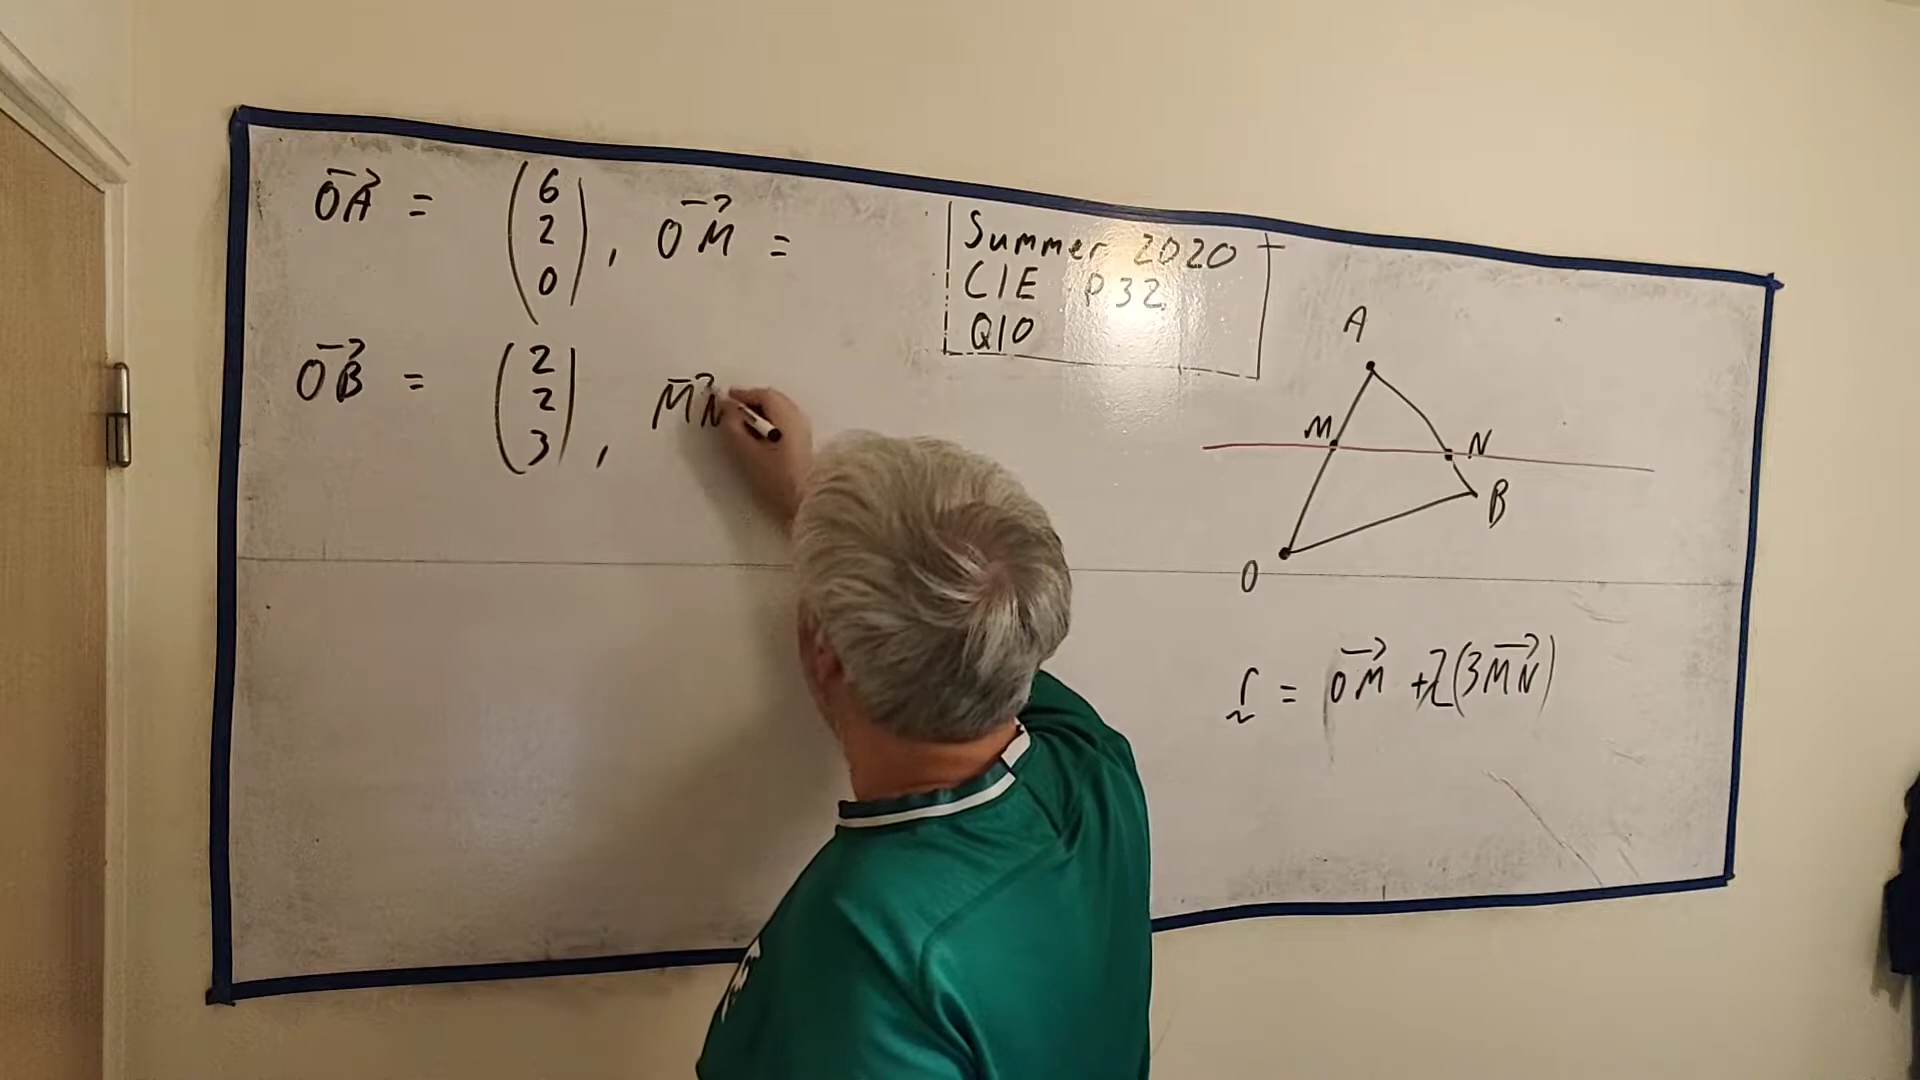 OA⃗ = (6 2 0), OM⃗ =
OB⃗ = (2 2 3), MN⃗
Summer 2020
CIE P32
Q10
A
M
N
B
O
r = OM⃗ + λ(3MN⃗)